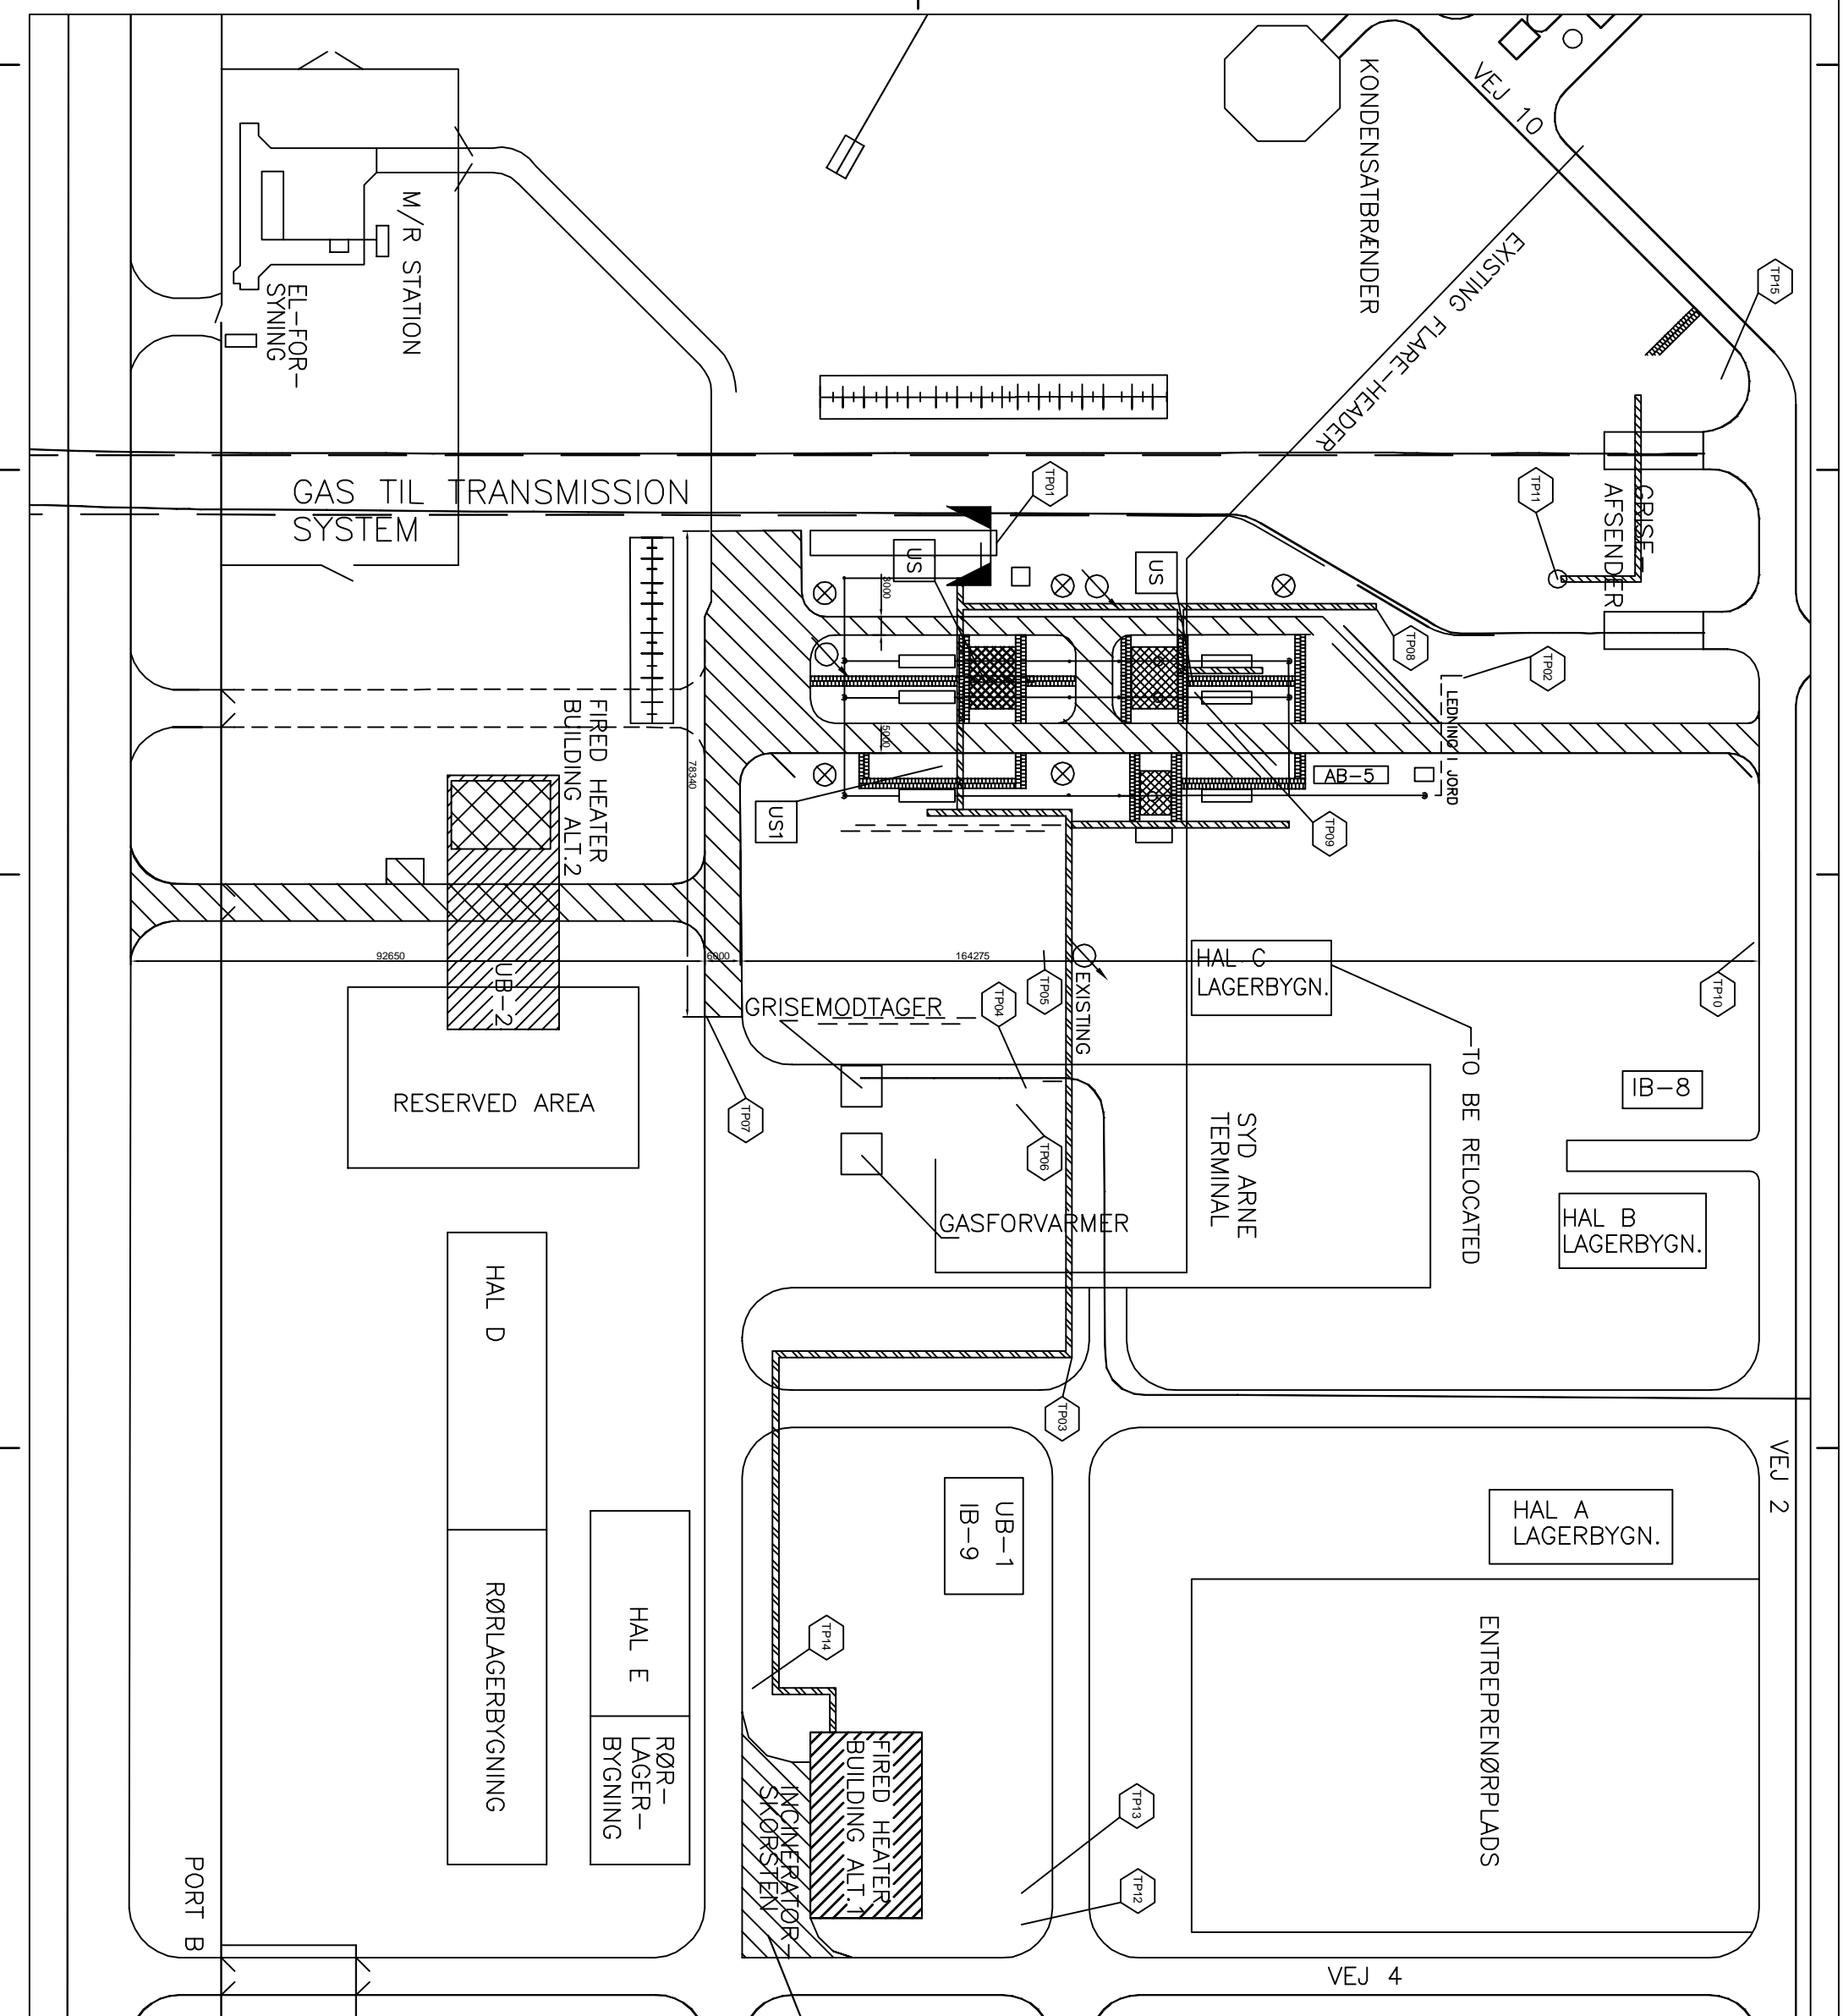 VEJ 10
KONDENSATBRÆNDER
EXISTING FLARE-HEADER
TP15
M/R STATION
EL-FOR-
SYNING
GAS TIL TRANSMISSION
SYSTEM
TP01
TP11
GRISE-
AFSENDER
US
US
3000
TP08
TP02
LEDNING I JORD
FIRED HEATER
BUILDING ALT.2
78340
5000
US1
AB-5
TP09
92650
6000
164275
UB-2
GRISEMODTAGER
TP04
TP05
EXISTING
HAL C
LAGERBYGN.
TP10
TO BE RELOCATED
RESERVED AREA
TP07
TP06
IB-8
SYD ARNE
TERMINAL
GASFORVARMER
HAL B
LAGERBYGN.
HAL D
TP03
VEJ 2
UB-1
IB-9
HAL A
LAGERBYGN.
RØRLAGERBYGNING
HAL E
RØR-
LAGER-
BYGNING
TP14
ENTREPRENØRPLADS
FIRED HEATER
BUILDING ALT.1
INCINERATOR-
SKORSTEN
TP13
TP12
PORT B
VEJ 4